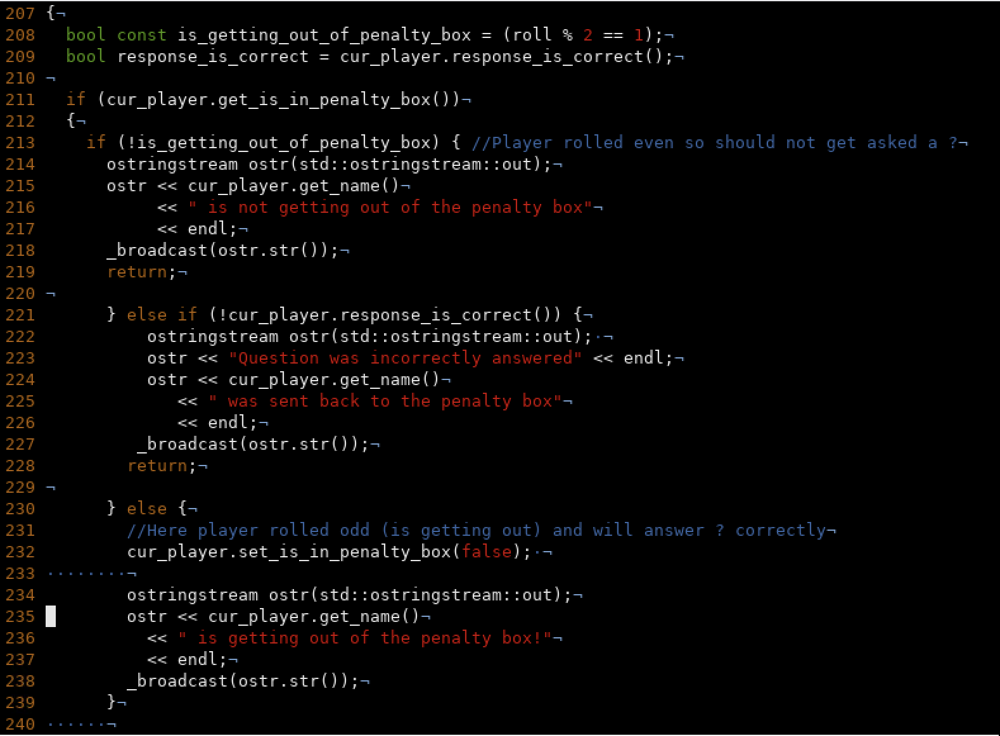 207 {¬
208   bool const is_getting_out_of_penalty_box = (roll % 2 == 1);¬
209   bool response_is_correct = cur_player.response_is_correct();¬
210 ¬
211   if (cur_player.get_is_in_penalty_box())¬
212   {¬
213     if (!is_getting_out_of_penalty_box) { //Player rolled even so should not get asked a ?¬
214       ostringstream ostr(std::ostringstream::out);¬
215       ostr << cur_player.get_name()¬
216            << " is not getting out of the penalty box"¬
217            << endl;¬
218       _broadcast(ostr.str());¬
219       return;¬
220 ¬
221       } else if (!cur_player.response_is_correct()) {¬
222           ostringstream ostr(std::ostringstream::out);·¬
223           ostr << "Question was incorrectly answered" << endl;¬
224           ostr << cur_player.get_name()¬
225              << " was sent back to the penalty box"¬
226              << endl;¬
227          _broadcast(ostr.str());¬
228         return;¬
229 ¬
230       } else {¬
231         //Here player rolled odd (is getting out) and will answer ? correctly¬
232         cur_player.set_is_in_penalty_box(false);·¬
233 ········¬
234         ostringstream ostr(std::ostringstream::out);¬
235         ostr << cur_player.get_name()¬
236           << " is getting out of the penalty box!"¬
237           << endl;¬
238         _broadcast(ostr.str());¬
239       }¬
240 ······¬